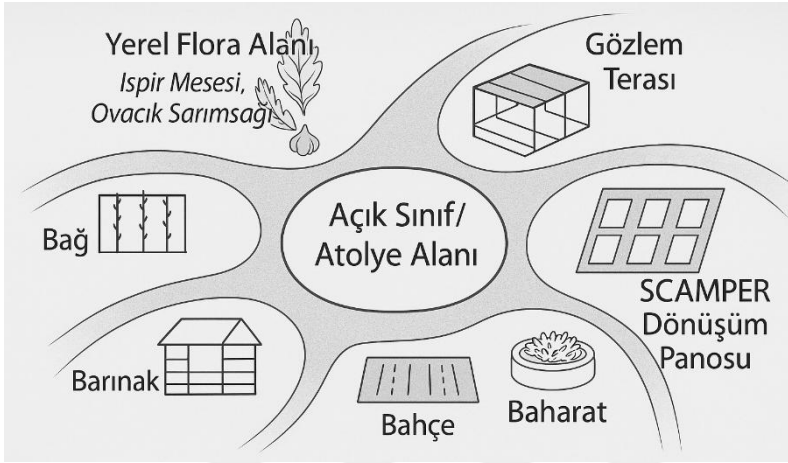 Yerel Flora Alanı
Ispir Mesesi,
Ovacık Sarımsagi
Gözlem
Terası
Bağ
Açık Sınıf/
Atolye Alanı
SCAMPER
Dönüşüm
Panosu
Barınak
Bahçe
Baharat